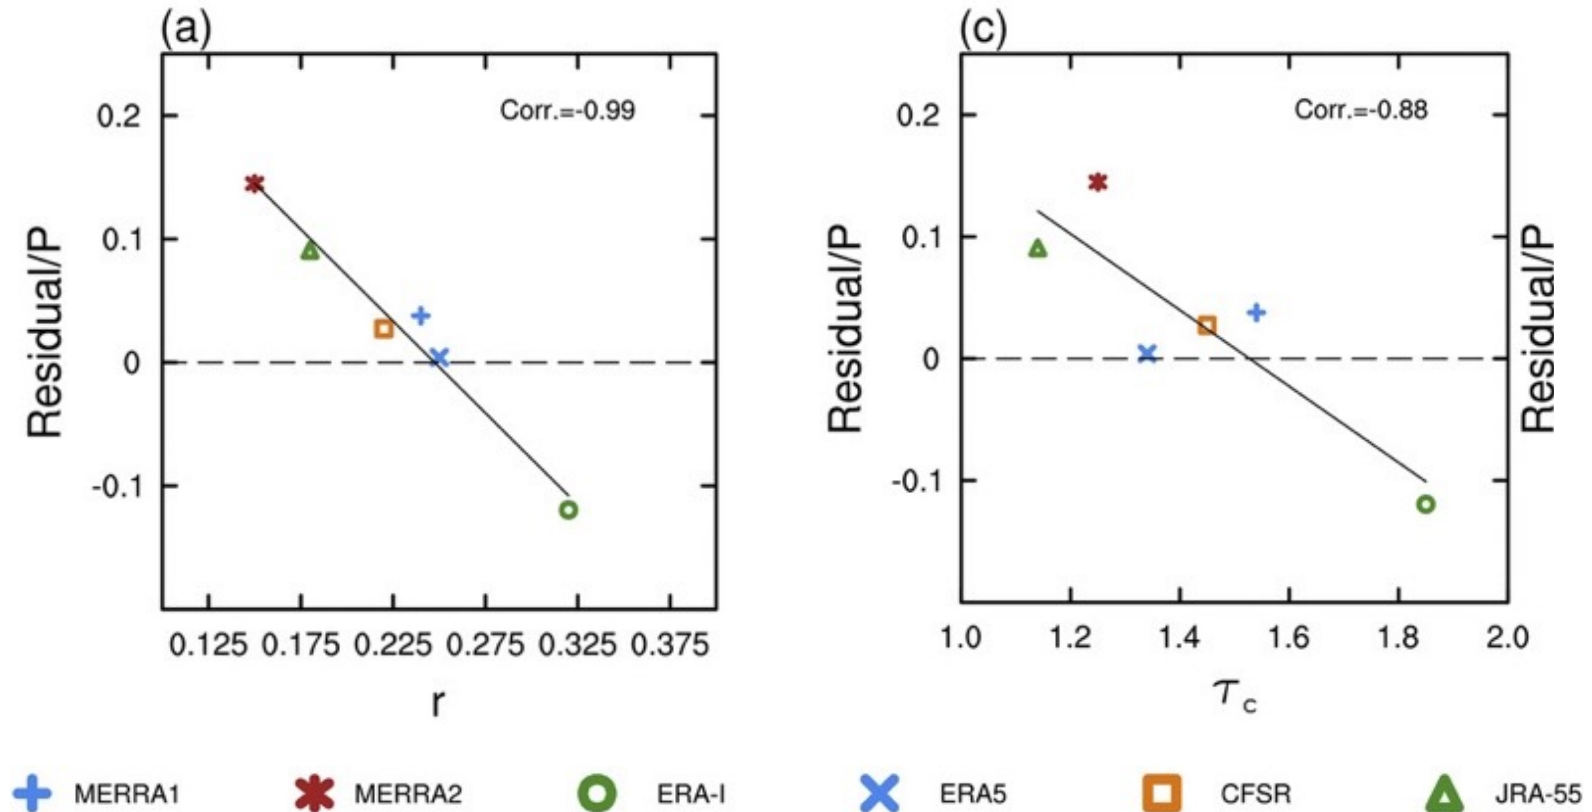 (a)
Corr.=-0.99
0.2
0.1
0
-0.1
Residual/P
0.125 0.175 0.225 0.275 0.325 0.375
r
(c)
Corr.=-0.88
0.2
0.1
0
-0.1
Residual/P
1.0 1.2 1.4 1.6 1.8 2.0
τc
Residual/P
MERRA1 MERRA2 ERA-I ERA5 CFSR JRA-55